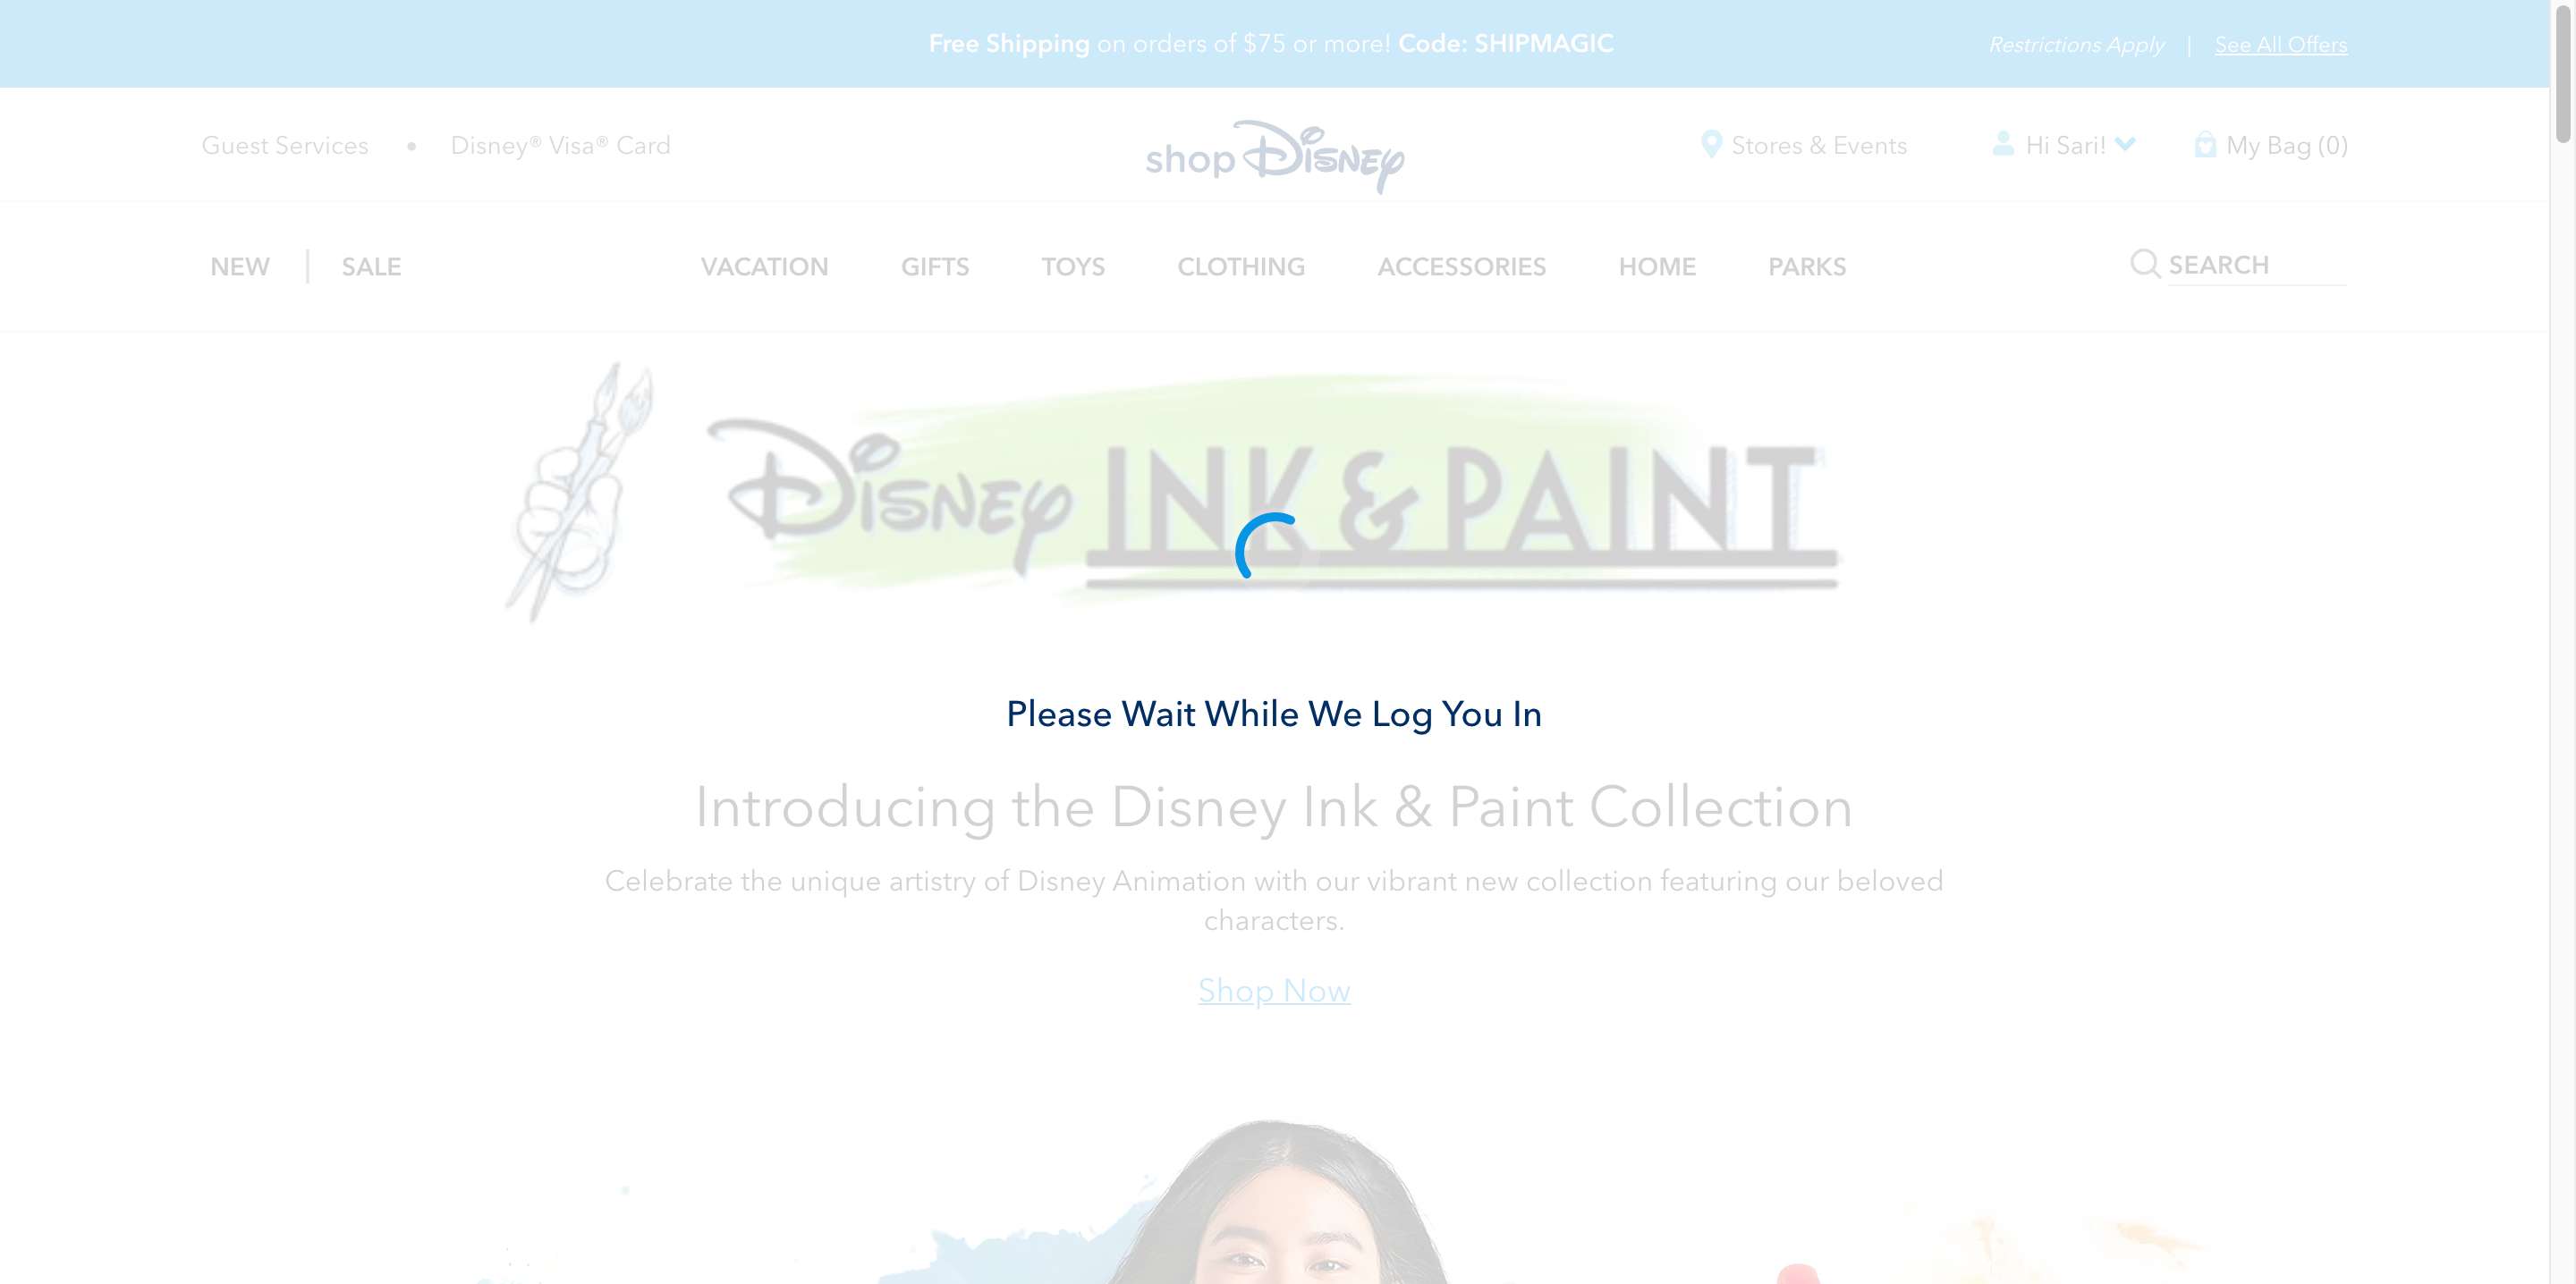 Free Shipping on orders of $75 or more! Code: SHIPMAGIC
Restrictions Apply | See All Offers
Guest Services • Disney® Visa® Card
shop Disney
Stores & Events
Hi Sari!
My Bag (0)
NEW | SALE
VACATION GIFTS TOYS CLOTHING ACCESSORIES HOME PARKS
SEARCH
Disney INK & PAINT
Please Wait While We Log You In
Introducing the Disney Ink & Paint Collection
Celebrate the unique artistry of Disney Animation with our vibrant new collection featuring our beloved
characters.
Shop Now